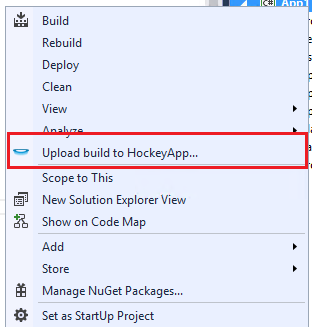 C# App1
Build
Rebuild
Deploy
Clean
View
Analyze
Upload build to HockeyApp...
Scope to This
New Solution Explorer View
Show on Code Map
Add
Store
Manage NuGet Packages...
Set as StartUp Project